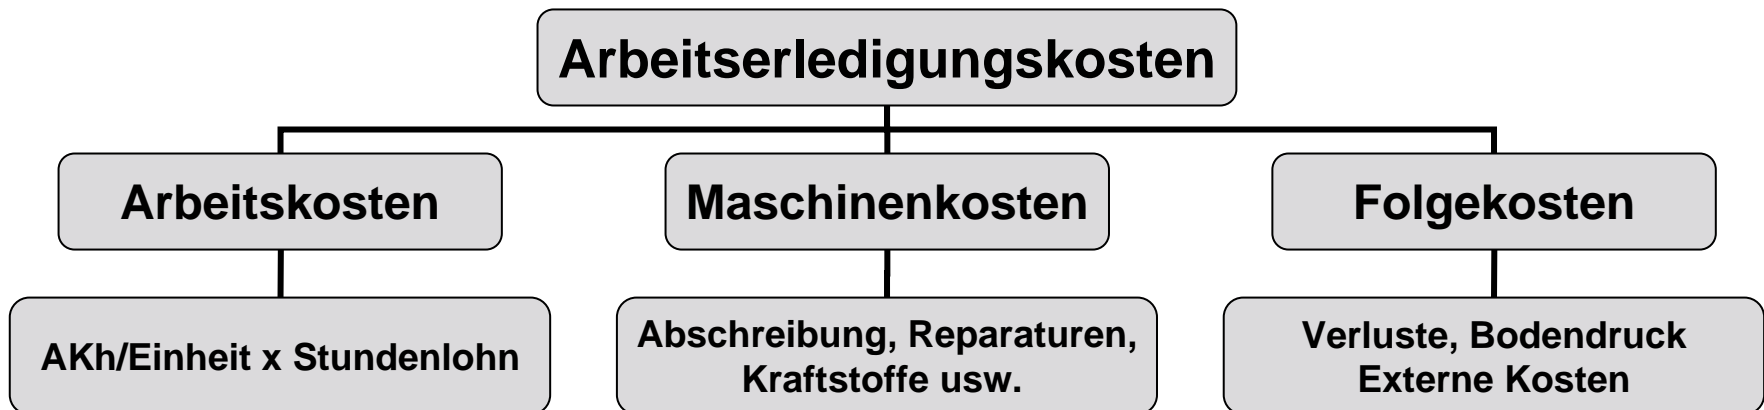 Arbeitserledigungskosten
Arbeitskosten
Maschinenkosten
Folgekosten
AKh/Einheit x Stundenlohn
Abschreibung, Reparaturen,
Kraftstoffe usw.
Verluste, Bodendruck
Externe Kosten